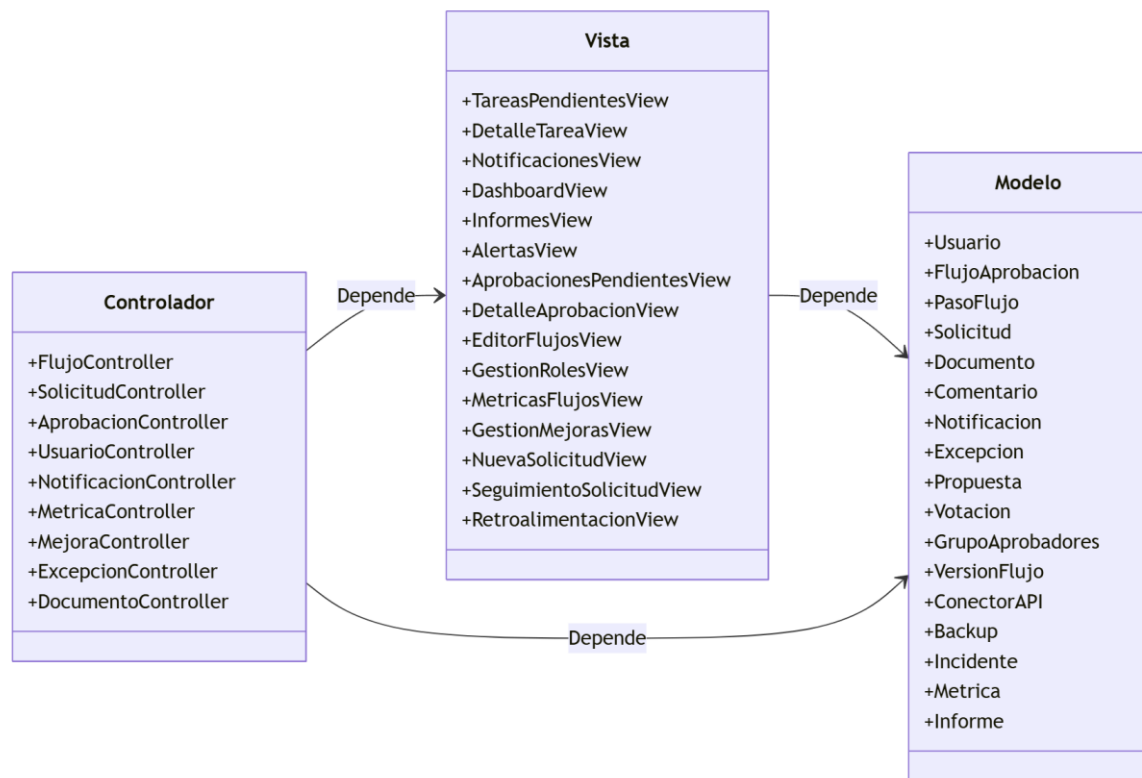 Vista
+TareasPendientesView
+DetalleTareaView
+NotificacionesView
+DashboardView
+InformesView
+AlertasView
+AprobacionesPendientesView
+DetalleAprobacionView
+EditorFlujosView
+GestionRolesView
+MetricasFlujosView
+GestionMejorasView
+NuevaSolicitudView
+SeguimientoSolicitudView
+RetroalimentacionView
Modelo
+Usuario
+FlujoAprobacion
+PasoFlujo
+Solicitud
+Documento
+Comentario
+Notificacion
+Excepcion
+Propuesta
+Votacion
+GrupoAprobadores
+VersionFlujo
+ConectorAPI
+Backup
+Incidente
+Metrica
+Informe
Controlador
+FlujoController
+SolicitudController
+AprobacionController
+UsuarioController
+NotificacionController
+MetricaController
+MejoraController
+ExcepcionController
+DocumentoController
Depende
Depende
Depende